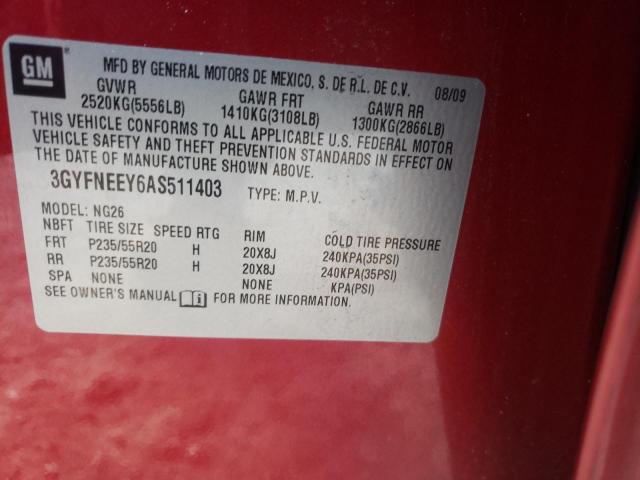 GM
MFD BY GENERAL MOTORS DE MEXICO, S. DE R.L. DE C.V. 08/09
GVWR GAWR FRT GAWR RR
2520KG(5556LB) 1410KG(3108LB) 1300KG(2866LB)
THIS VEHICLE CONFORMS TO ALL APPLICABLE U.S. FEDERAL MOTOR
VEHICLE SAFETY AND THEFT PREVENTION STANDARDS IN EFFECT ON
THE DATE OF MANUFACTURE SHOWN ABOVE.
3GYFNEEY6AS511403 TYPE: M.P.V.
MODEL: NG26
NBFT TIRE SIZE SPEED RTG RIM COLD TIRE PRESSURE
FRT P235/55R20 H 20X8J 240KPA(35PSI)
RR P235/55R20 H 20X8J 240KPA(35PSI)
SPA NONE NONE KPA(PSI)
SEE OWNER'S MANUAL FOR MORE INFORMATION.